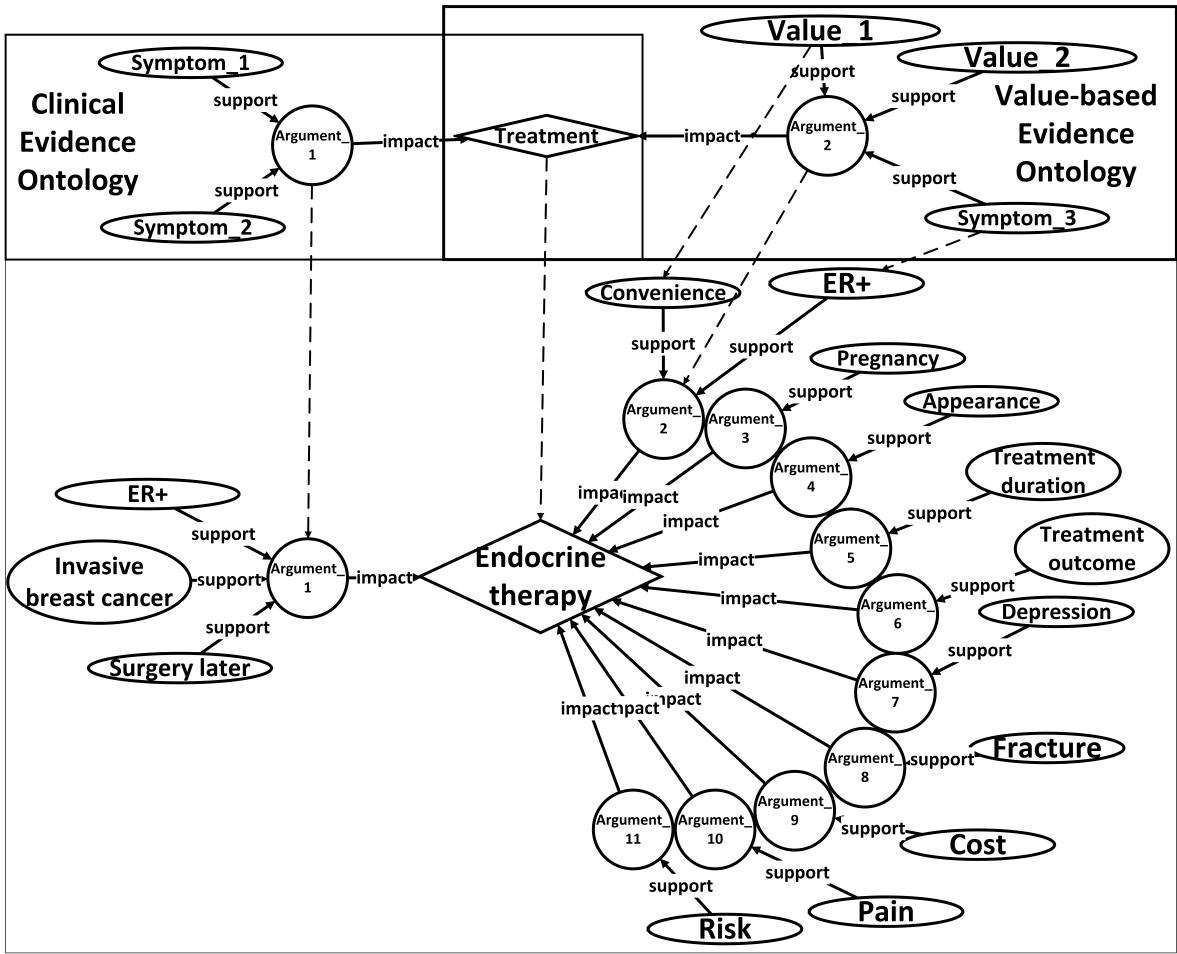 Value_1
Symptom_1
support
Value_2
support
Clinical
Evidence
Ontology
support
Value-based
Evidence
Ontology
Argument_
1
impact
Treatment
impact
Argument_
2
support
support
Symptom_2
Symptom_3
Convenience
ER+
support
support
Pregnancy
support
Appearance
Argument_
2
Argument_
3
support
Argument_
4
Treatment
duration
support
ER+
impact
impact
impact
support
Argument_
5
Treatment
outcome
Invasive
breast cancer
support
Argument_
1
impact
Endocrine
therapy
impact
impact
support
Argument_
6
Depression
support
impact
support
Surgery later
impact
Argument_
7
impact
impact
impact
Argument_
8
support
Fracture
Argument_
9
Argument_
10
Argument_
11
support
Cost
support
support
Pain
Risk